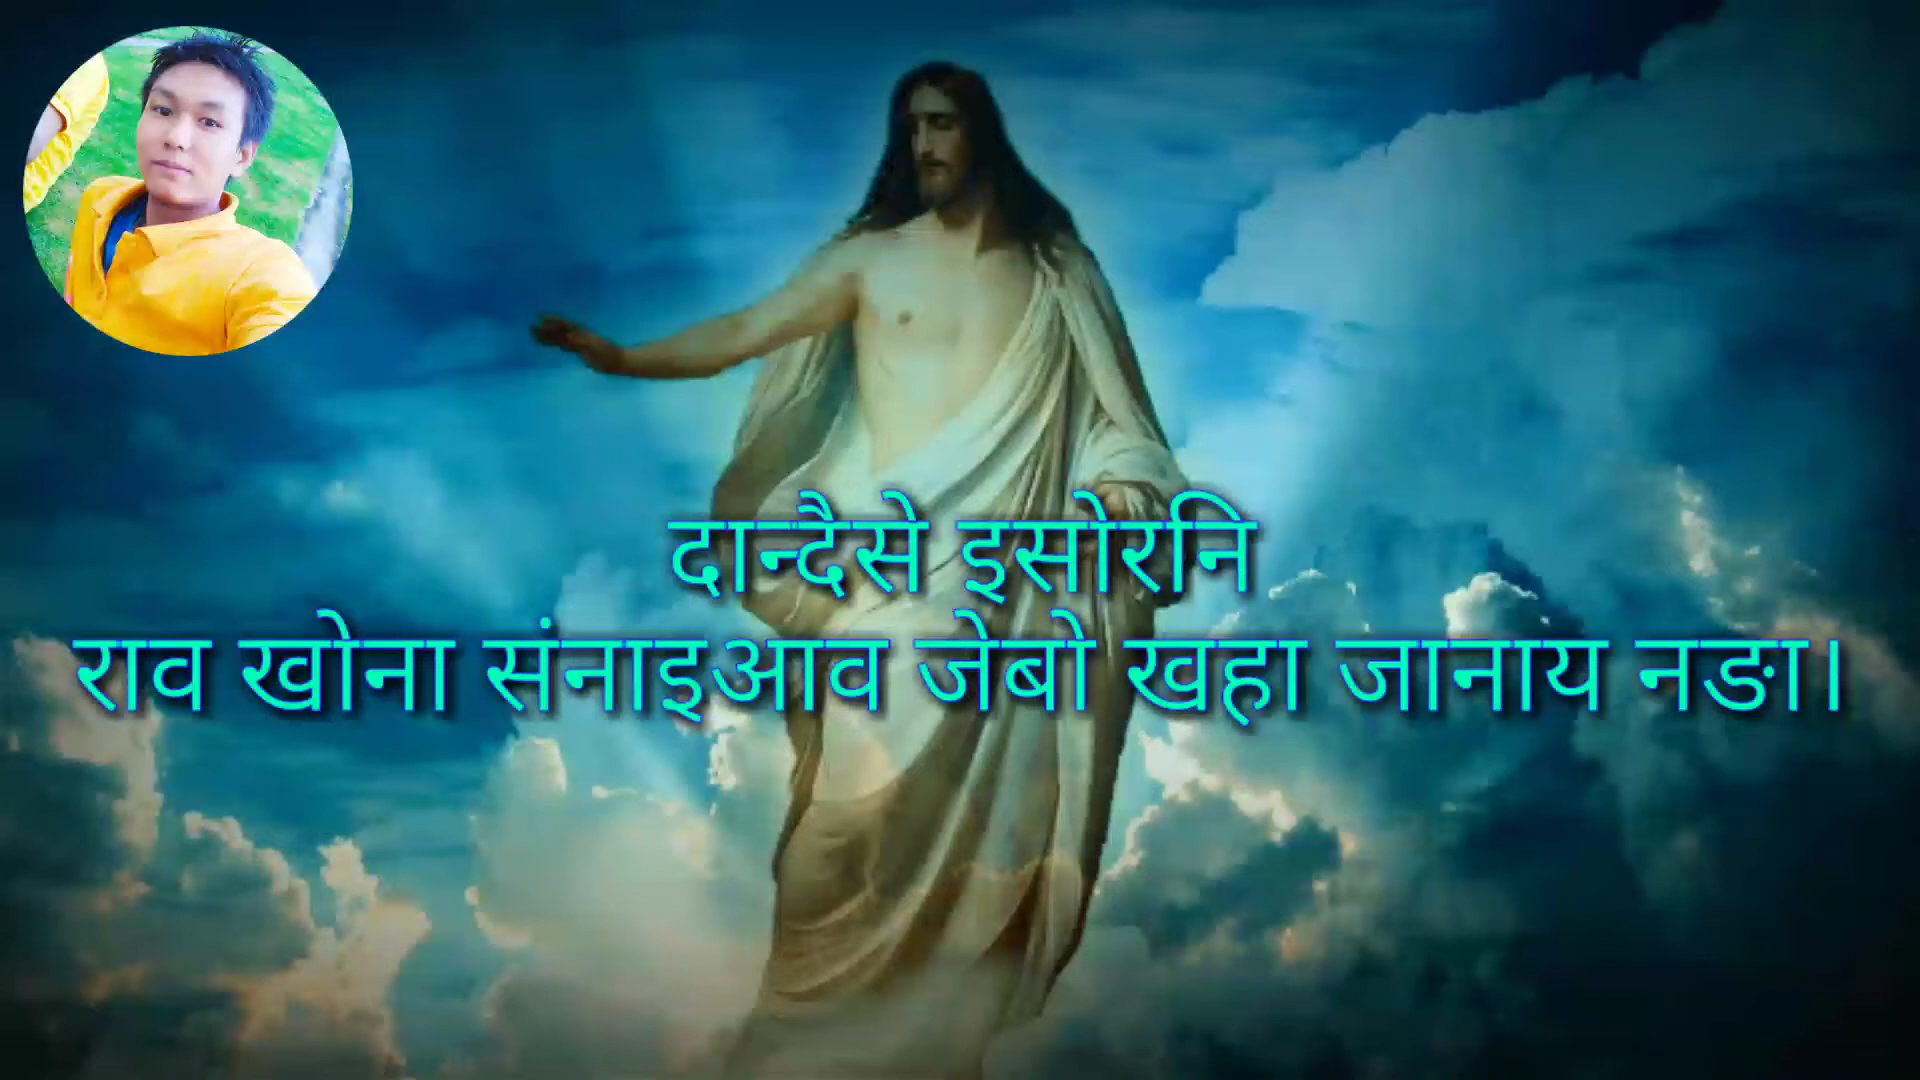 दान्दैसे इसोरनि
राव खोना संनाइआव जेबो खहा जानाय नङा।